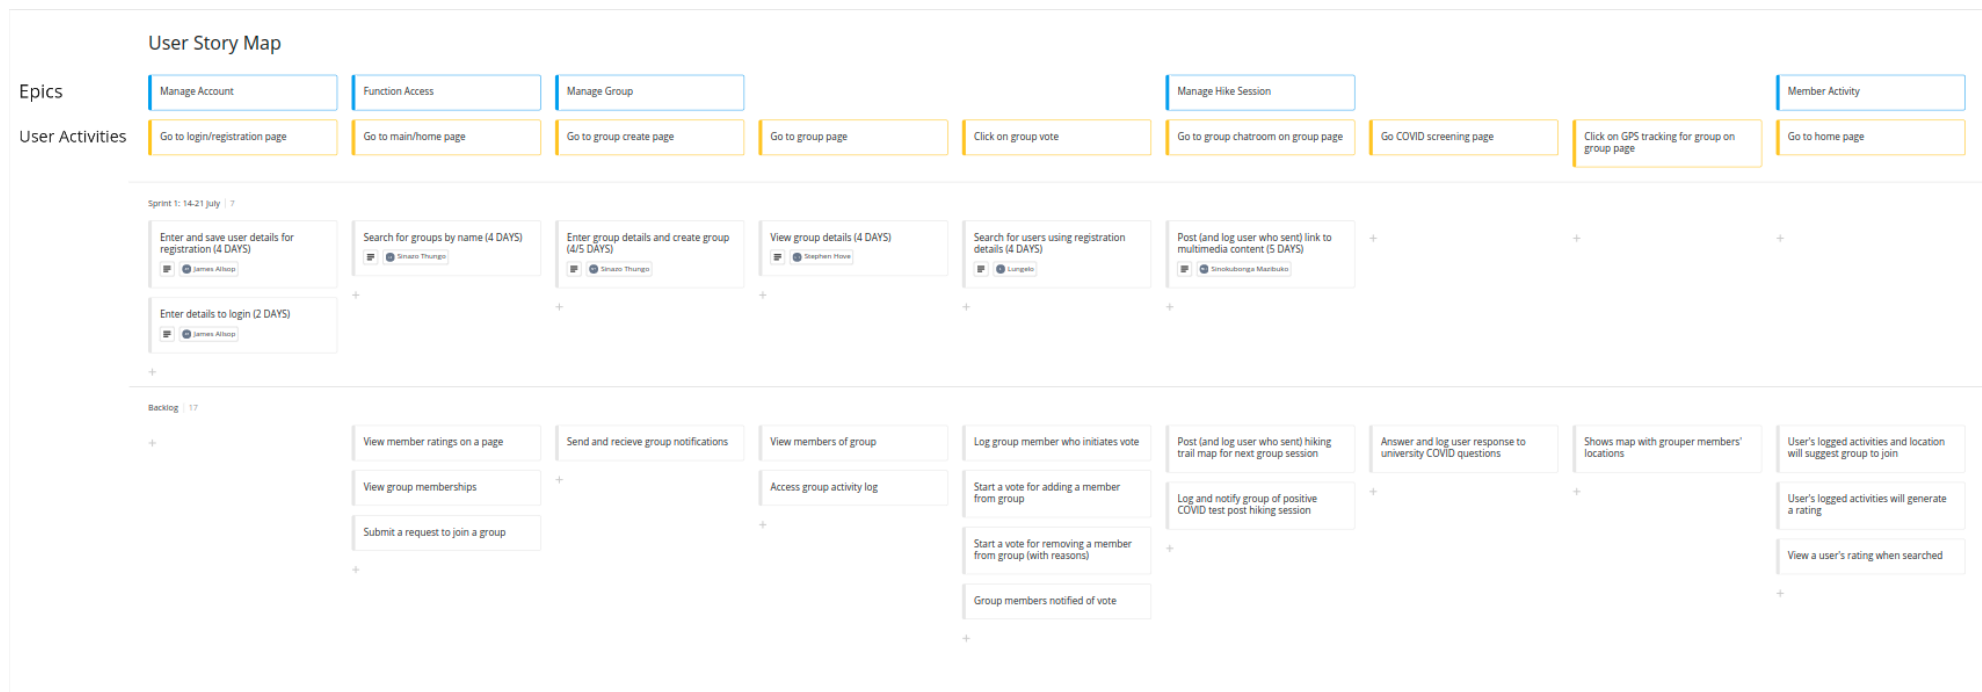 User Story Map
Epics
Manage Account
Function Access
Manage Group
Manage Hike Session
Member Activity
User Activities
Go to login/registration page
Go to main/home page
Go to group create page
Go to group page
Click on group vote
Go to group chatroom on group page
Go COVID screening page
Click on GPS tracking for group on
group page
Go to home page
Sprint 1: 14-21 July | 7
Enter and save user details for
registration (4 DAYS)
James Allsop
Enter details to login (2 DAYS)
James Allsop
+
Search for groups by name (4 DAYS)
Sinazo Thungo
+
Enter group details and create group
(4/5 DAYS)
Sinazo Thungo
+
View group details (4 DAYS)
Stephen Hove
+
Search for users using registration
details (4 DAYS)
Lungelo
+
Post (and log user who sent) link to
multimedia content (5 DAYS)
Sinokubonga Mazibuko
+
+
+
+
Backlog | 17
+
View member ratings on a page
View group memberships
Submit a request to join a group
+
Send and recieve group notifications
+
View members of group
Access group activity log
+
Log group member who initiates vote
Start a vote for adding a member
from group
Start a vote for removing a member
from group (with reasons)
Group members notified of vote
+
Post (and log user who sent) hiking
trail map for next group session
Log and notify group of positive
COVID test post hiking session
+
Answer and log user response to
university COVID questions
+
Shows map with grouper members'
locations
+
User's logged activities and location
will suggest group to join
User's logged activities will generate
a rating
View a user's rating when searched
+